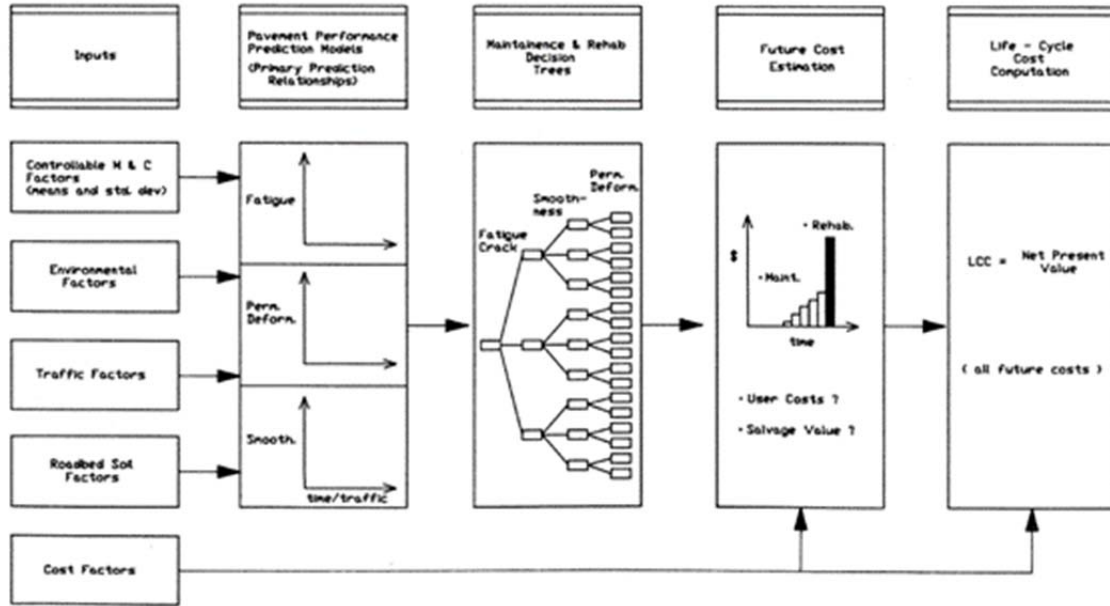 Inputs
Pavement Performance
Prediction Models
(Primary Prediction
Relationships)
Maintainence & Rehab
Decision
Trees
Future Cost
Estimation
Life - Cycle
Cost
Computation
Controllable M & C
Factors
(means and std. dev)
Environmental
Factors
Traffic Factors
Roadbed Soil
Factors
Cost Factors
Fatigue
Perm.
Deform.
Smooth.
time/traffic
Fatigue
Crack
Smooth-
ness
Perm.
Deform.
$
• Rehab.
• Maint.
time
• User Costs ?
• Salvage Value ?
LCC = Net Present
Value
( all future costs )